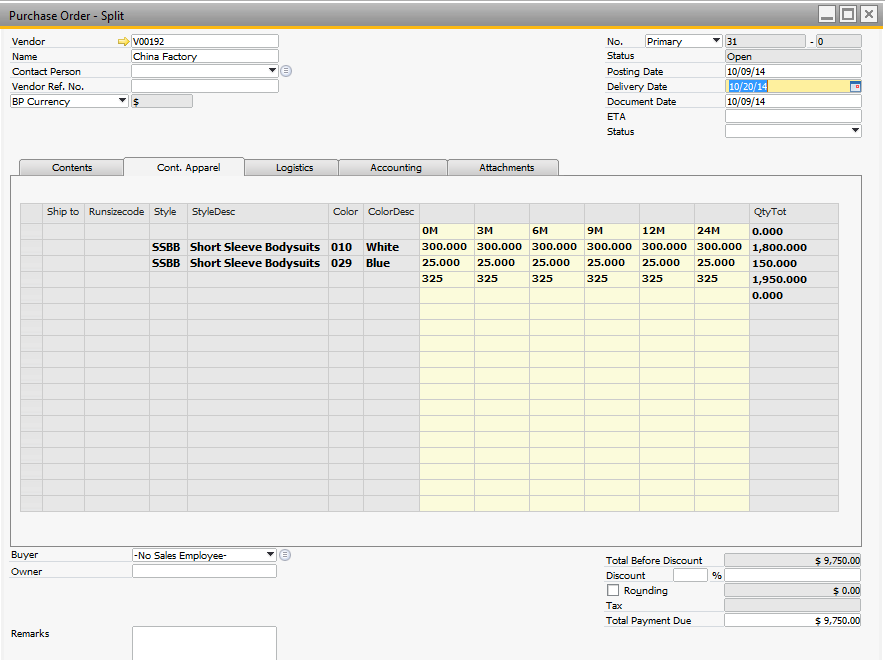 Purchase Order - Split
Vendor V00192 No. Primary 31 - 0
Name China Factory Status Open
Contact Person Posting Date 10/09/14
Vendor Ref. No. Delivery Date 10/20/14
BP Currency $ Document Date 10/09/14
ETA
Status
Contents Cont. Apparel Logistics Accounting Attachments
Ship to Runsizecode Style StyleDesc Color ColorDesc QtyTot
0M 3M 6M 9M 12M 24M 0.000
SSBB Short Sleeve Bodysuits 010 White 300.000 300.000 300.000 300.000 300.000 300.000 1,800.000
SSBB Short Sleeve Bodysuits 029 Blue 25.000 25.000 25.000 25.000 25.000 25.000 150.000
325 325 325 325 325 325 1,950.000
0.000
Buyer -No Sales Employee- Total Before Discount $ 9,750.00
Owner Discount %
Rounding $ 0.00
Tax
Total Payment Due $ 9,750.00
Remarks